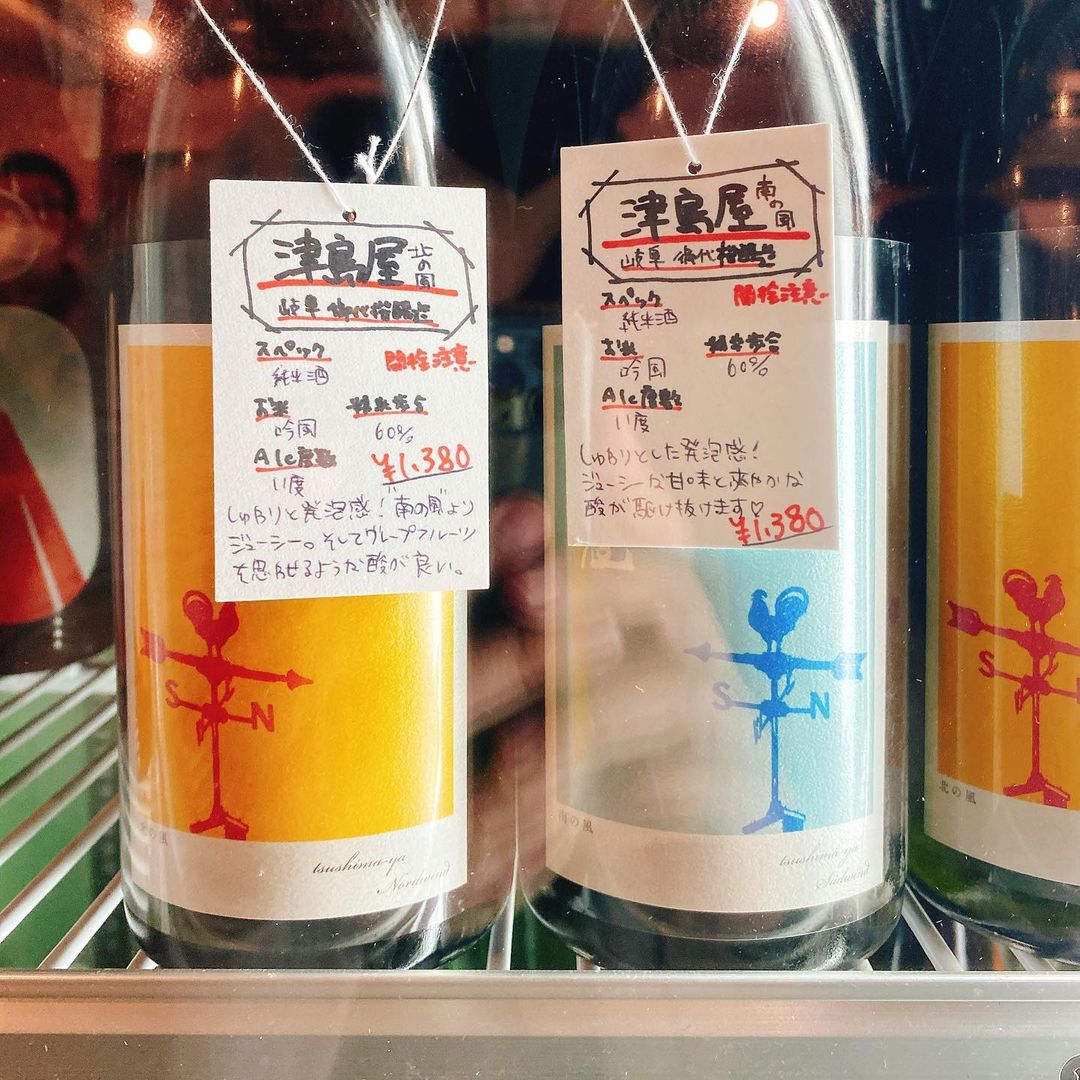 津島屋 北の風
岐阜 御代桜醸造
スペック
純米酒
開栓注意
お米
吟風
精米歩合
60%
Alc度数
11度
¥1,380
しゅわりと発泡感!"南の風"より
ジューシー。そしてグレープフルーツ
を思わせるような酸が良い。
S
N
北の風
tsushima-ya
Nordwind
津島屋 南の風
岐阜 御代桜醸造
スペック
純米酒
開栓注意
お米
吟風
精米歩合
60%
Alc度数
11度
しゅわりとした発泡感!
ジューシーな甘味と爽やかな
酸が駆け抜けます♡
¥1,380
風
S
N
南の風
tsushima-ya
Südwind
S
北の風